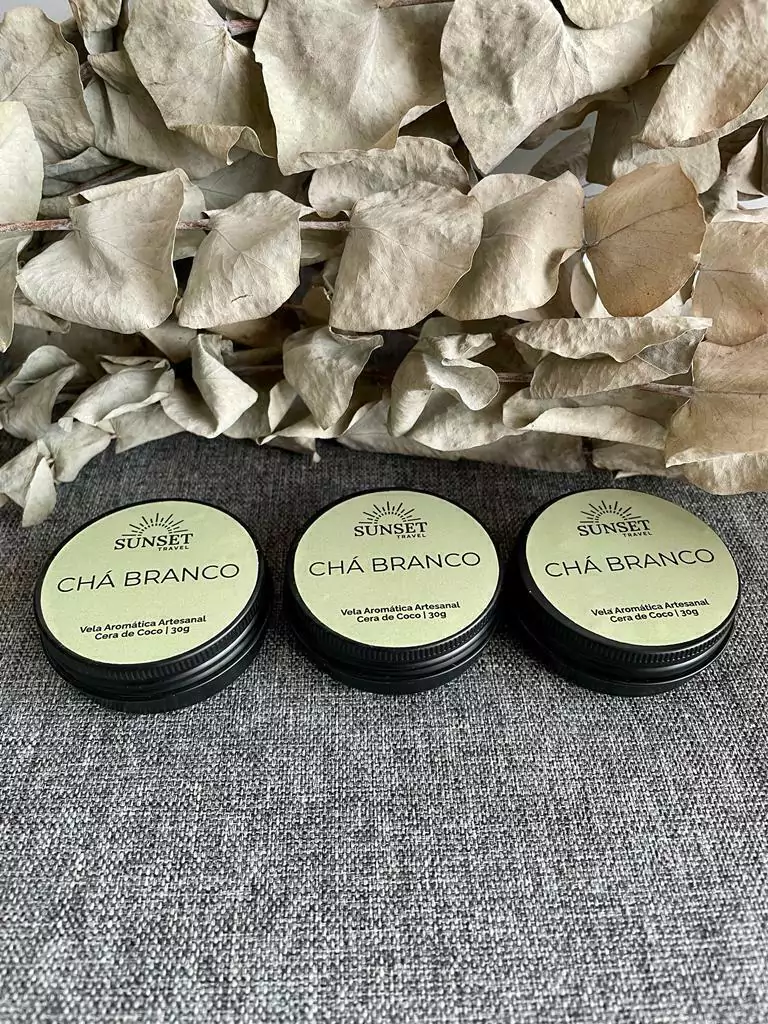 SUNSET
TRAVEL
CHÁ BRANCO
Vela Aromática Artesanal
Cera de Coco | 30g
SUNSET
TRAVEL
CHÁ BRANCO
Vela Aromática Artesanal
Cera de Coco | 30g
SUNSET
TRAVEL
CHÁ BRANCO
Vela Aromática Artesanal
Cera de Coco | 30g